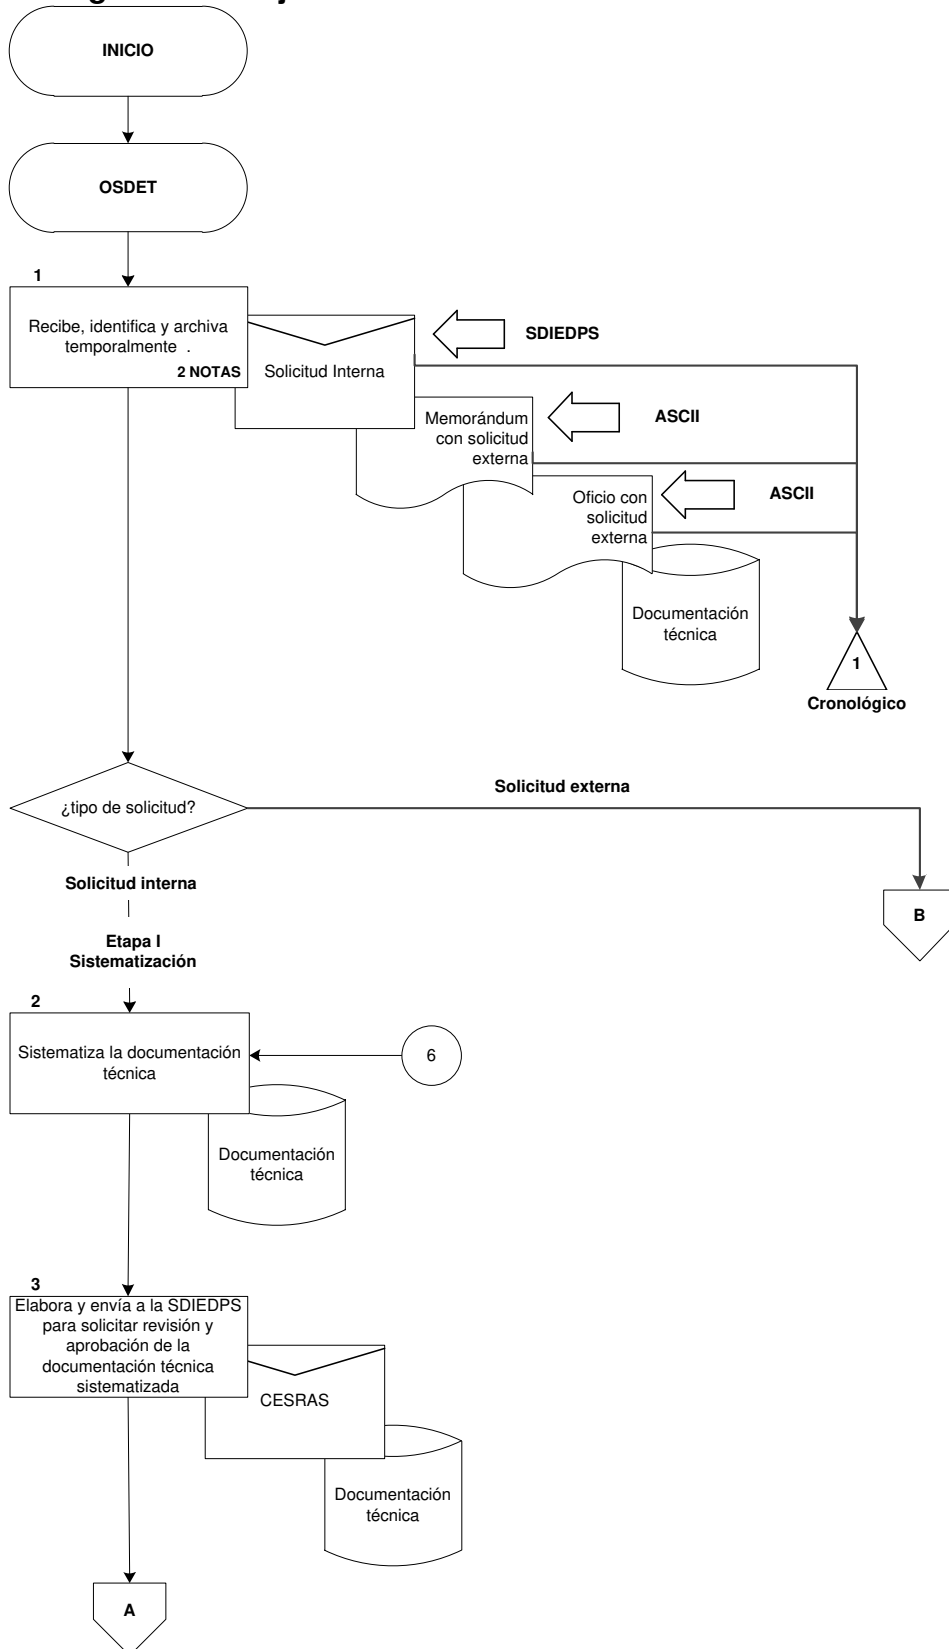 INICIO
OSDET
1
Recibe, identifica y archiva
temporalmente .
2 NOTAS
Solicitud Interna
SDIEDPS
Memorándum
con solicitud
externa
ASCII
Oficio con
solicitud
externa
ASCII
Documentación
técnica
1
Cronológico
¿tipo de solicitud?
Solicitud externa
B
Solicitud interna
Etapa I
Sistematización
2
Sistematiza la documentación
técnica
6
Documentación
técnica
3
Elabora y envía a la SDIEDPS
para solicitar revisión y
aprobación de la
documentación técnica
sistematizada
CESRAS
Documentación
técnica
A